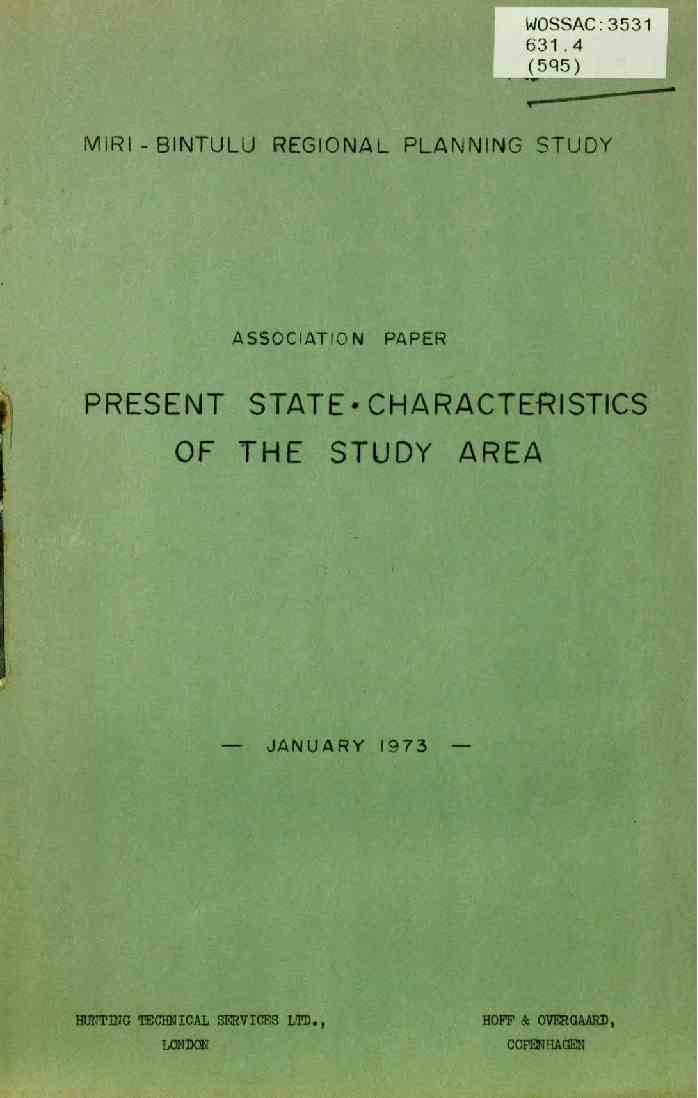 WOSSAC:3531
631.4
(595)
MIRI - BINTULU REGIONAL PLANNING STUDY
ASSOCIATION PAPER
PRESENT STATE • CHARACTERISTICS
OF THE STUDY AREA
— JANUARY 1973 —
HUNTING TECHNICAL SERVICES LTD.,
LONDON
HOFF & OVERGAARD,
COPENHAGEN